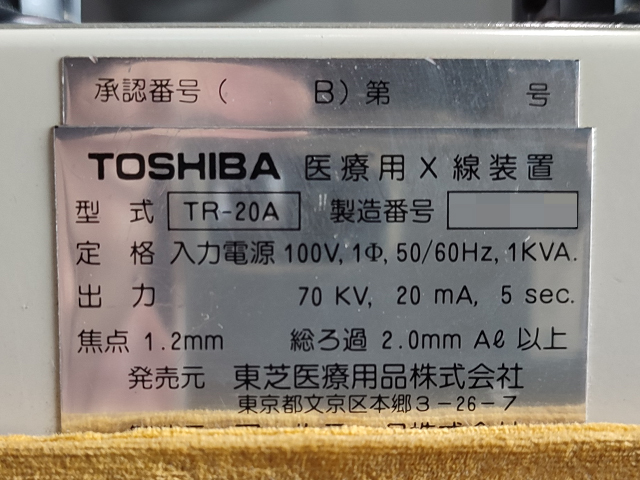 承認番号（　　　B）第　　　　号
TOSHIBA 医療用X線装置
型式 TR-20A 製造番号
定格 入力電源 100V, 1Φ, 50/60Hz, 1KVA.
出力 70 KV, 20 mA, 5 sec.
焦点 1.2mm 総ろ過 2.0mm Aℓ 以上
発売元 東芝医療用品株式会社
東京都文京区本郷3-26-7